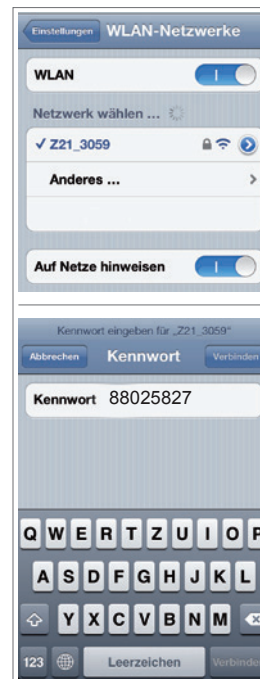 Einstellungen WLAN-Netzwerke
WLAN I
Netzwerk wählen ...
✓ Z21_3059
Anderes ... >
Auf Netze hinweisen I
Kennwort eingeben für „Z21_3059“
Abbrechen Kennwort Verbinden
Kennwort 88025827
Q W E R T Z U I O P
A S D F G H J K L
Y X C V B N M
123 Leerzeichen Verbinden